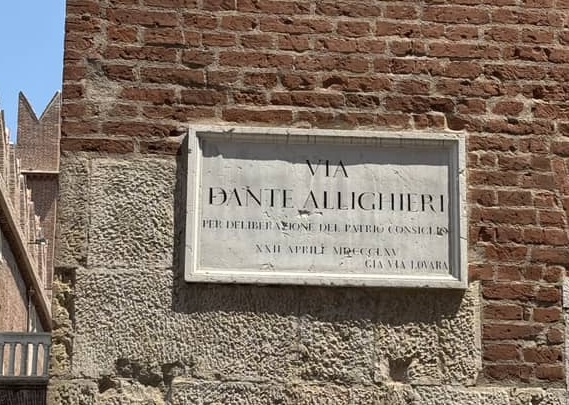 VIA
DANTE ALLIGHIERI
PER DELIBERAZIONE DEL PATRIO CONSIGLIO
XXII APRILE MDCCCLXV
GIA VIA LOVARA